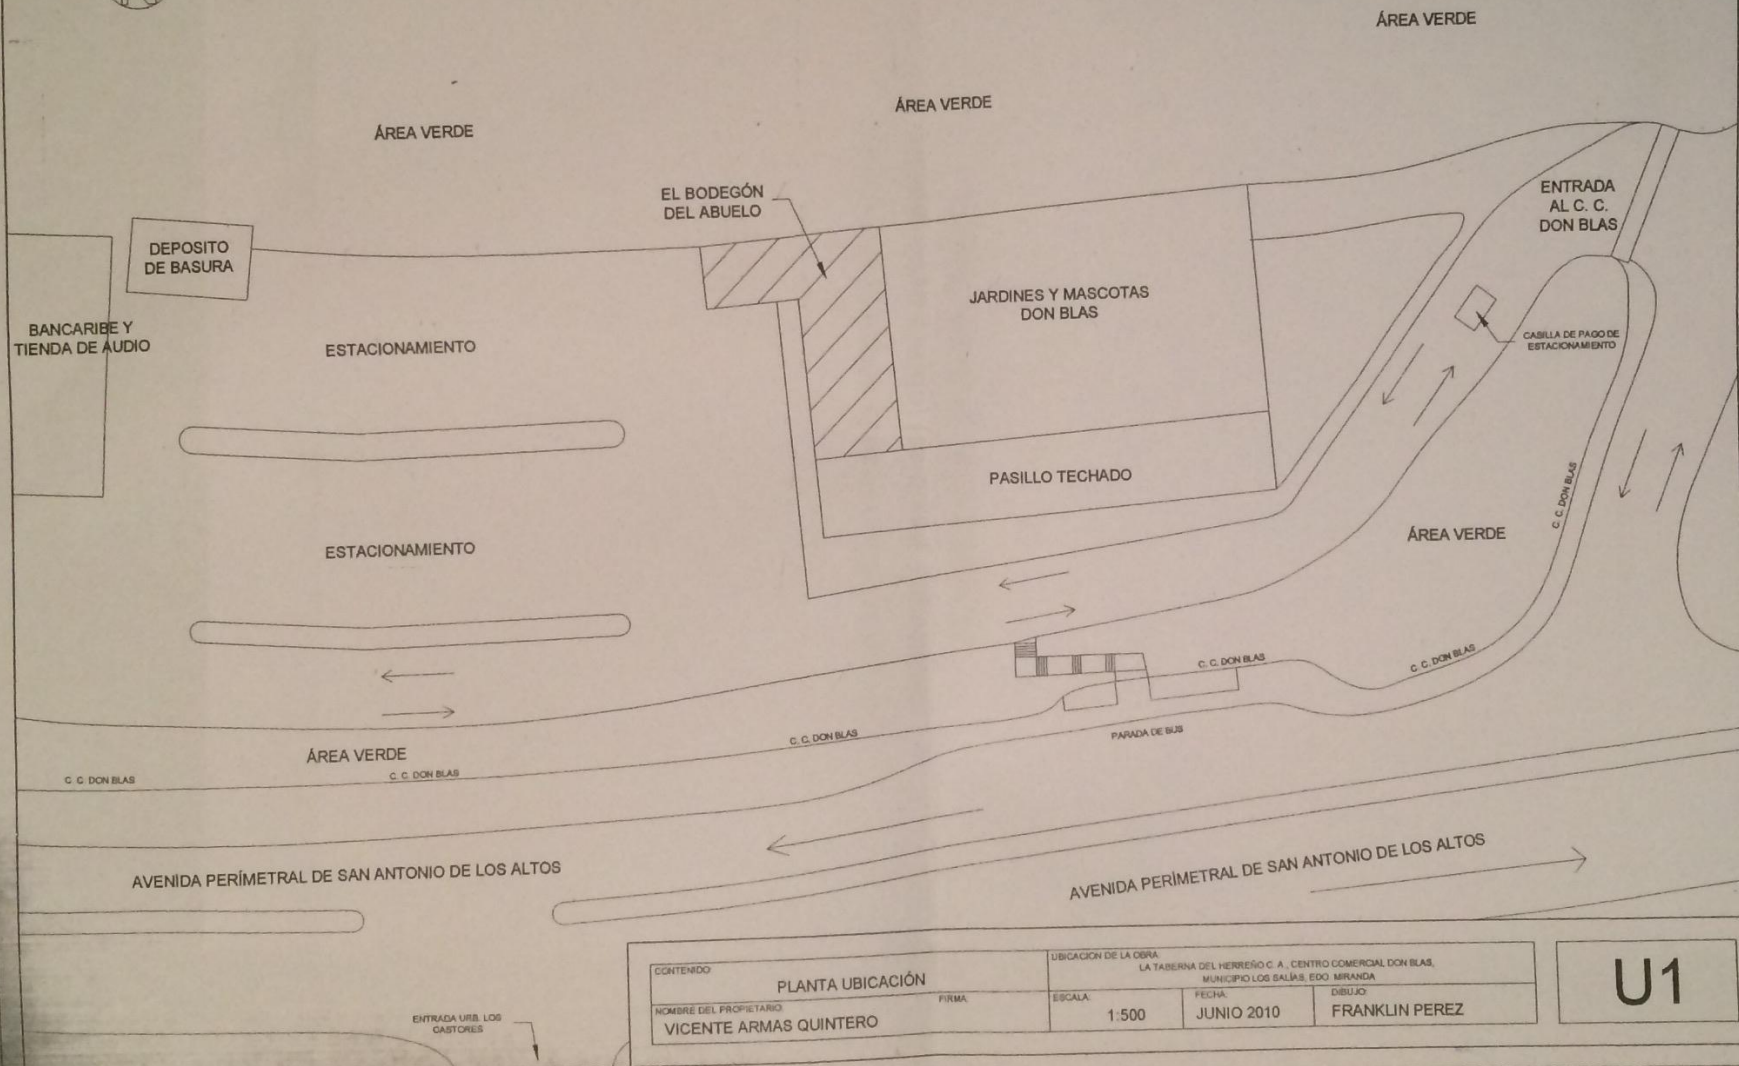 ÁREA VERDE
ÁREA VERDE
ÁREA VERDE
EL BODEGÓN
DEL ABUELO
ENTRADA
AL C. C.
DON BLAS
DEPOSITO
DE BASURA
JARDINES Y MASCOTAS
DON BLAS
BANCARIBE Y
TIENDA DE AUDIO
ESTACIONAMIENTO
CASILLA DE PAGO DE
ESTACIONAMIENTO
PASILLO TECHADO
C. C. DON BLAS
ÁREA VERDE
ESTACIONAMIENTO
C. C. DON BLAS
C. C. DON BLAS
PARADA DE BUS
C. C. DON BLAS
ÁREA VERDE
C. C. DON BLAS
C. C. DON BLAS
AVENIDA PERÍMETRAL DE SAN ANTONIO DE LOS ALTOS
AVENIDA PERÍMETRAL DE SAN ANTONIO DE LOS ALTOS
ENTRADA URB. LOS
CASTORES
CONTENIDO
PLANTA UBICACIÓN
UBICACION DE LA OBRA
LA TABERNA DEL HERREÑO C. A., CENTRO COMERCIAL DON BLAS,
MUNICIPIO LOS SALÍAS, EDO. MIRANDA
NOMBRE DEL PROPIETARIO
FIRMA
VICENTE ARMAS QUINTERO
ESCALA
1:500
FECHA
JUNIO 2010
DIBUJO
FRANKLIN PEREZ
U1